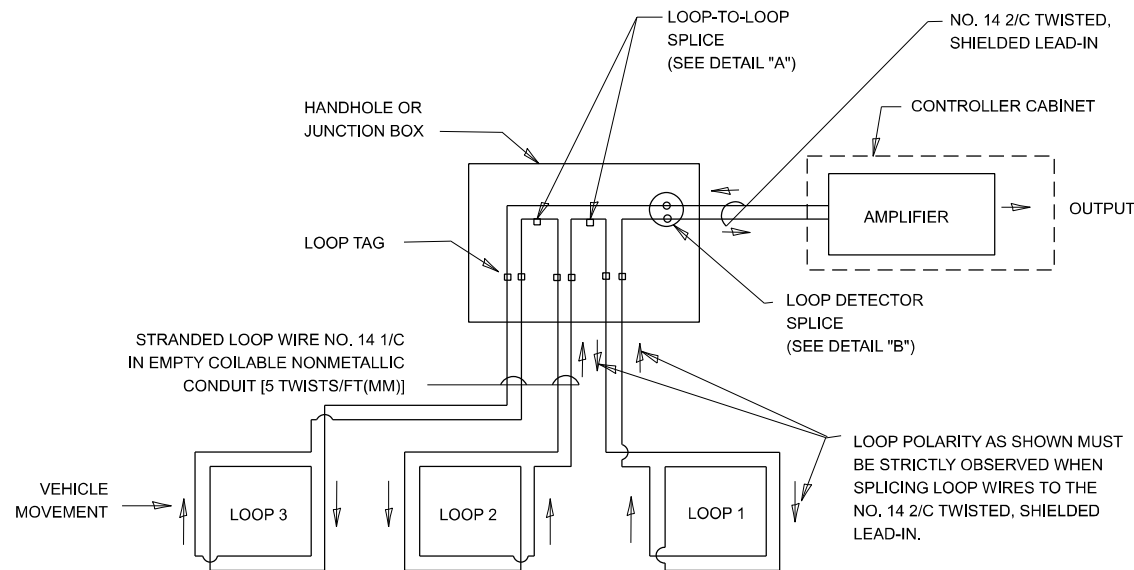 LOOP-TO-LOOP
SPLICE
(SEE DETAIL "A")
NO. 14 2/C TWISTED,
SHIELDED LEAD-IN
HANDHOLE OR
JUNCTION BOX
CONTROLLER CABINET
AMPLIFIER
OUTPUT
LOOP TAG
LOOP DETECTOR
SPLICE
(SEE DETAIL "B")
STRANDED LOOP WIRE NO. 14 1/C
IN EMPTY COILABLE NONMETALLIC
CONDUIT [5 TWISTS/FT(MM)]
LOOP POLARITY AS SHOWN MUST
BE STRICTLY OBSERVED WHEN
SPLICING LOOP WIRES TO THE
NO. 14 2/C TWISTED, SHIELDED
LEAD-IN.
VEHICLE
MOVEMENT
LOOP 3
LOOP 2
LOOP 1